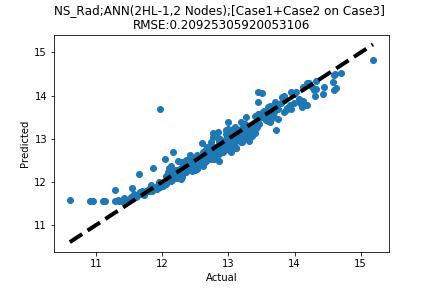 NS_Rad;ANN(2HL-1,2 Nodes);[Case1+Case2 on Case3]
RMSE:0.20925305920053106
15
14
13
12
11
Predicted
11
12
13
14
15
Actual